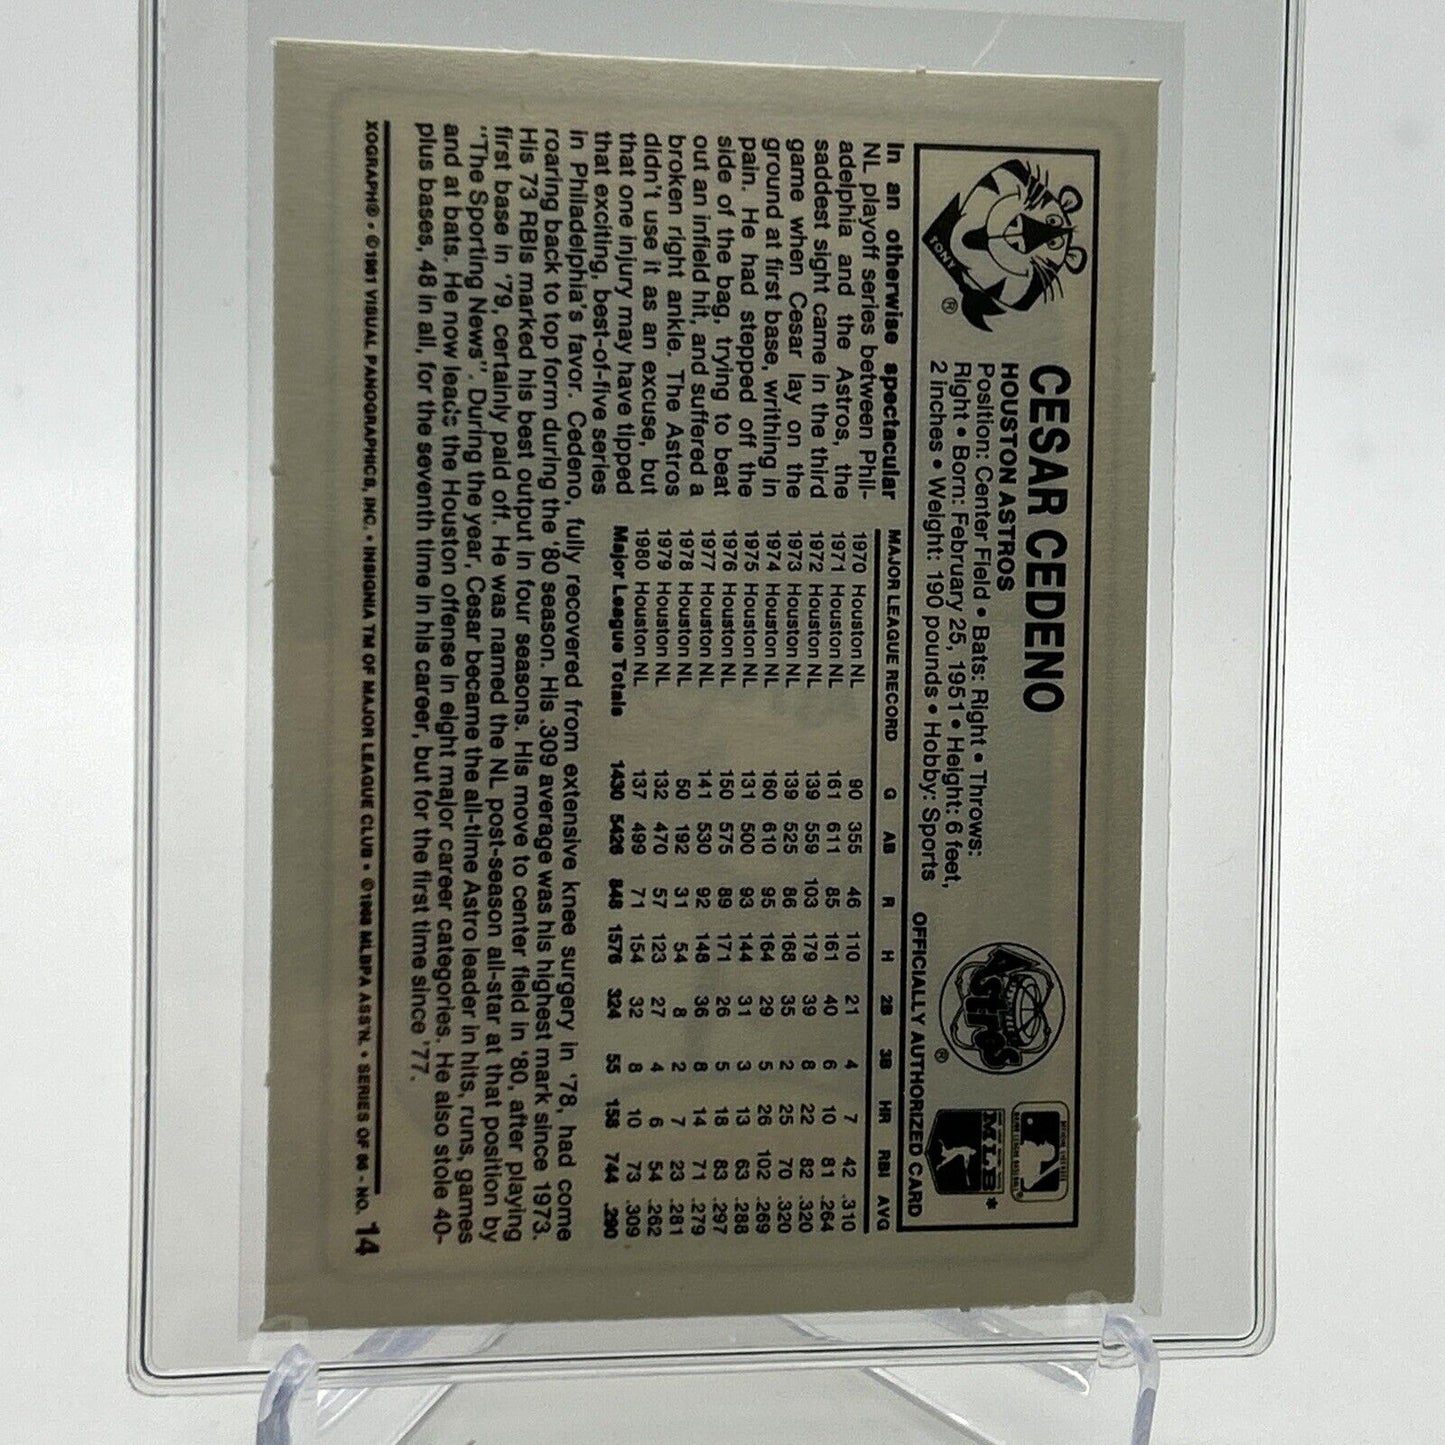 TONY
®
CESAR CEDENO
HOUSTON ASTROS
Position: Center Field • Bats: Right • Throws:
Right • Born: February 25, 1951 • Height: 6 feet,
2 inches • Weight: 190 pounds • Hobby: Sports
ASTROS
®
MLB*
OFFICIALLY AUTHORIZED CARD
In an otherwise spectacular
NL playoff series between Phil-
adelphia and the Astros, the
saddest sight came in the third
game when Cesar lay on the
ground at first base, writhing in
pain. He had stepped off the
side of the bag, trying to beat
out an infield hit, and suffered a
broken right ankle. The Astros
didn't use it as an excuse, but
that one injury may have tipped
that exciting, best-of-five series
MAJOR LEAGUE RECORD G AB R H 2B 3B HR RBI AVG
1970 Houston NL 90 355 46 110 21 4 7 42 .310
1971 Houston NL 161 611 85 161 40 6 10 81 .264
1972 Houston NL 139 559 103 179 39 8 22 82 .320
1973 Houston NL 139 525 86 168 35 2 25 70 .320
1974 Houston NL 160 610 95 164 29 5 26 102 .269
1975 Houston NL 131 500 93 144 31 3 13 63 .288
1976 Houston NL 150 575 89 171 26 5 18 83 .297
1977 Houston NL 141 530 92 148 36 8 14 71 .279
1978 Houston NL 50 192 31 54 8 2 7 23 .281
1979 Houston NL 132 470 57 123 27 4 6 54 .262
1980 Houston NL 137 499 71 154 32 8 10 73 .309
Major League Totals 1430 5426 848 1576 324 55 158 744 .290
in Philadelphia's favor. Cedeno, fully recovered from extensive knee surgery in '78, had come
roaring back to top form during the '80 season. His .309 average was his highest mark since 1973.
His 73 RBIs marked his best output in four seasons. His move to center field in '80, after playing
first base in '79, certainly paid off. He was named the NL post-season all-star at that position by
"The Sporting News". During the year, Cesar became the all-time Astro leader in hits, runs, games
and at bats. He now leads the Houston offense in eight major career categories. He also stole 40-
plus bases, 48 in all, for the seventh time in his career, but for the first time since '77.
XOGRAPH® • ©1981 VISUAL PANOGRAPHICS, INC. • INSIGNIA TM OF MAJOR LEAGUE CLUB • ©1968 MLBPA ASS'N. • SERIES OF 66 - NO. 14